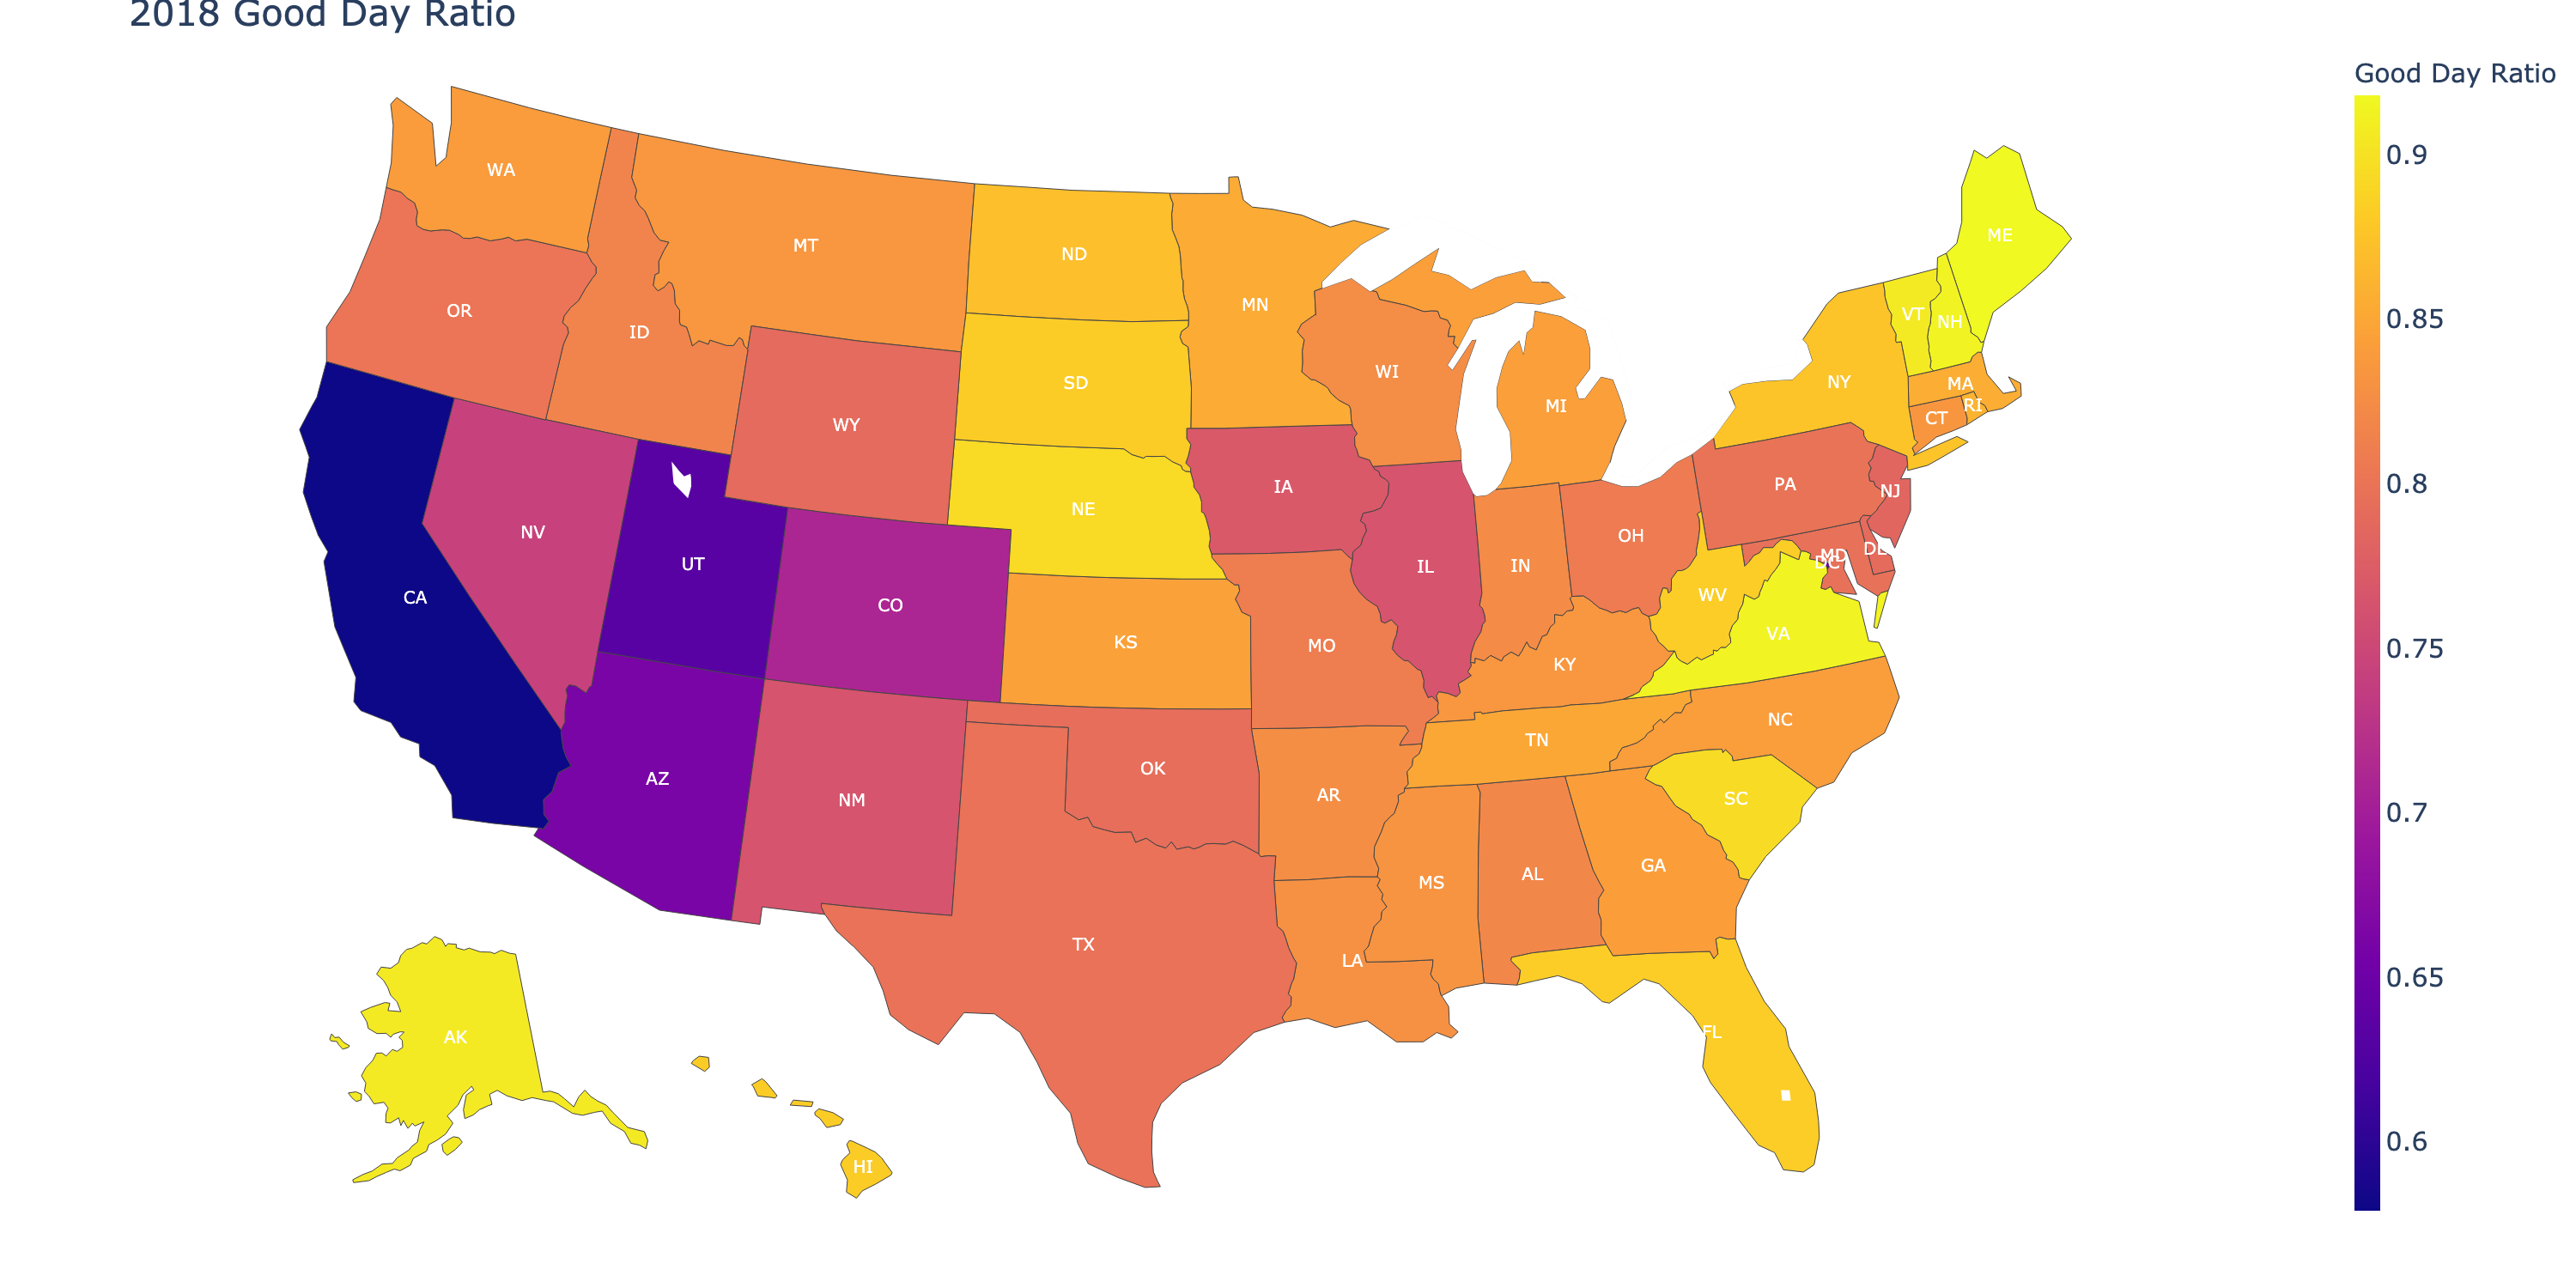 2018 Good Day Ratio
Good Day Ratio
0.9
0.85
0.8
0.75
0.7
0.65
0.6
WA
OR
ID
MT
ND
MN
ME
VT
NH
NY
MA
RI
CT
WI
MI
SD
WY
NE
IA
PA
NJ
NV
UT
CO
CA
KS
MO
IL
IN
OH
WV
MD
DC
DE
VA
KY
NC
TN
OK
AR
SC
AZ
NM
MS
AL
GA
TX
LA
FL
AK
HI